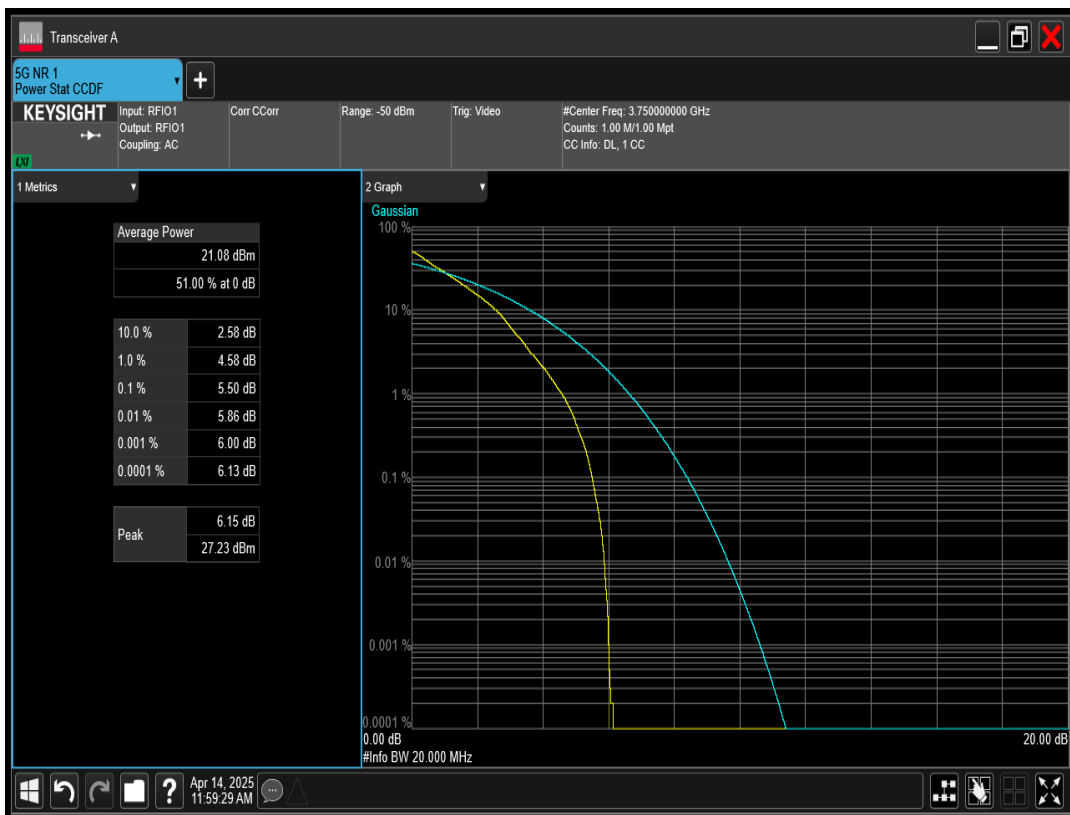 Transceiver A
5G NR 1
Power Stat CCDF
+
KEYSIGHT
LXI
Input: RFIO1
Output: RFIO1
Coupling: AC
Corr CCorr
Range: -50 dBm
Trig: Video
#Center Freq: 3.750000000 GHz
Counts: 1.00 M/1.00 Mpt
CC Info: DL, 1 CC
1 Metrics
Average Power
21.08 dBm
51.00 % at 0 dB
10.0 % 2.58 dB
1.0 % 4.58 dB
0.1 % 5.50 dB
0.01 % 5.86 dB
0.001 % 6.00 dB
0.0001 % 6.13 dB
Peak 6.15 dB
27.23 dBm
2 Graph
Gaussian
100 %
10 %
1 %
0.1 %
0.01 %
0.001 %
0.0001 %
0.00 dB 20.00 dB
#Info BW 20.000 MHz
?
Apr 14, 2025
11:59:29 AM